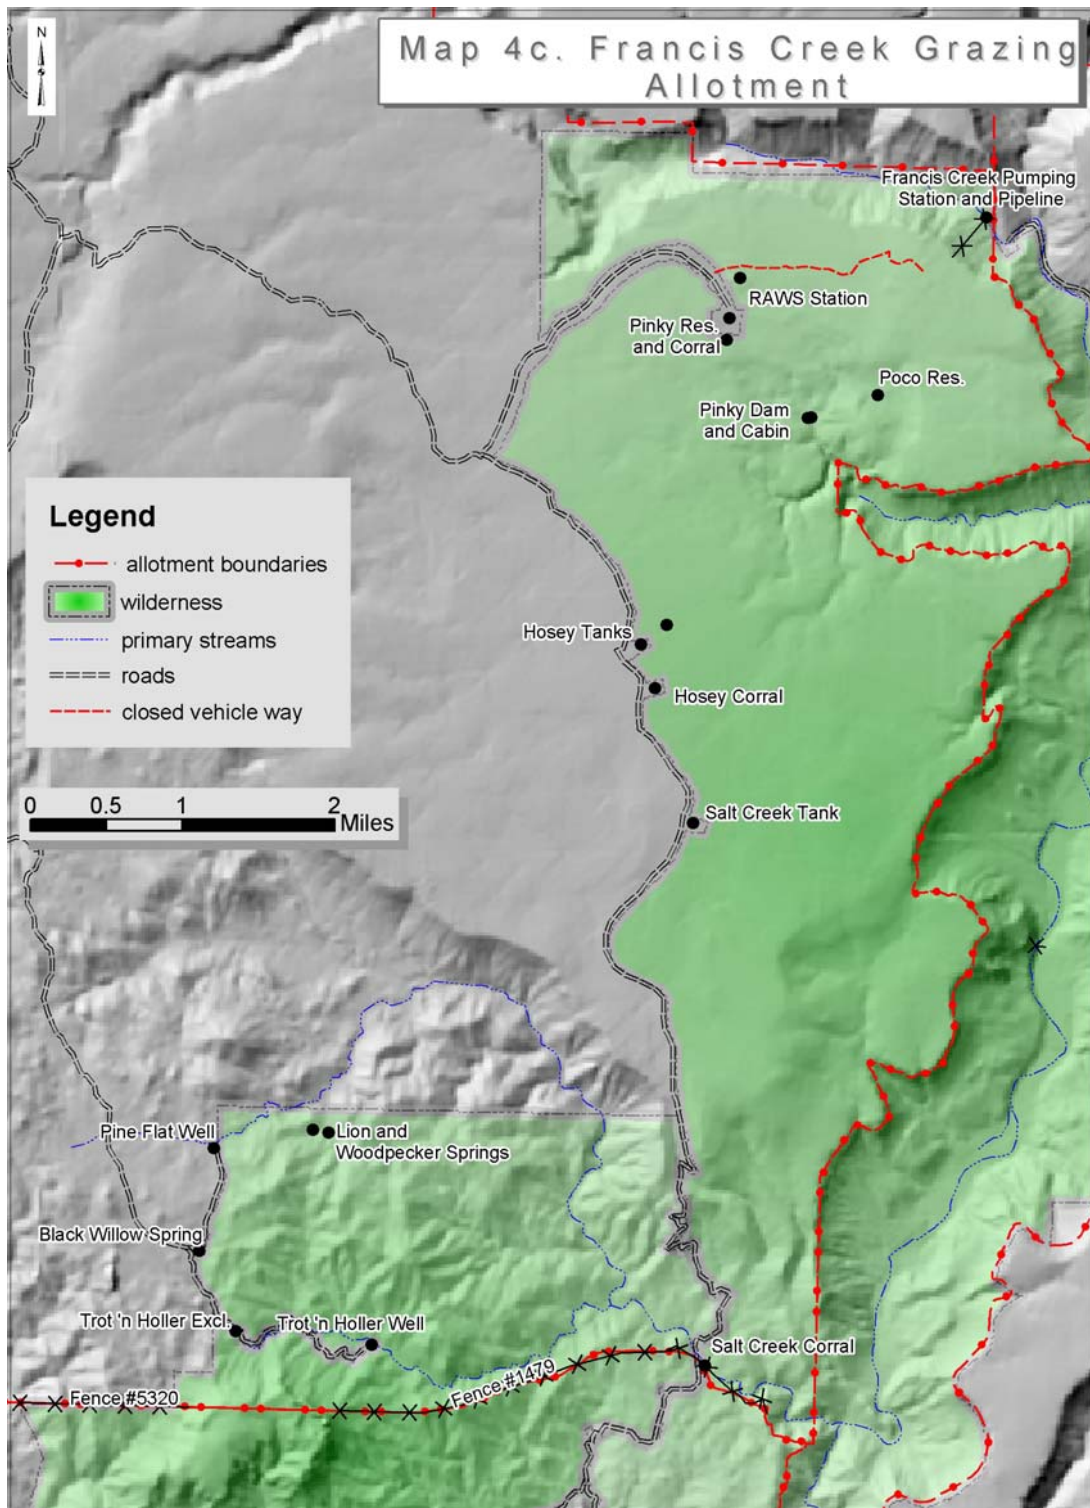 N
Map 4c. Francis Creek Grazing
Allotment
Francis Creek Pumping
Station and Pipeline
RAWS Station
Pinky Res.
and Corral
Poco Res.
Pinky Dam
and Cabin
Legend
allotment boundaries
wilderness
primary streams
roads
closed vehicle way
Hosey Tanks
Hosey Corral
0 0.5 1 2
Miles
Salt Creek Tank
Pine Flat Well
Lion and
Woodpecker Springs
Black Willow Spring
Trot 'n Holler Excl.
Trot 'n Holler Well
Salt Creek Corral
Fence #5320
Fence #1479